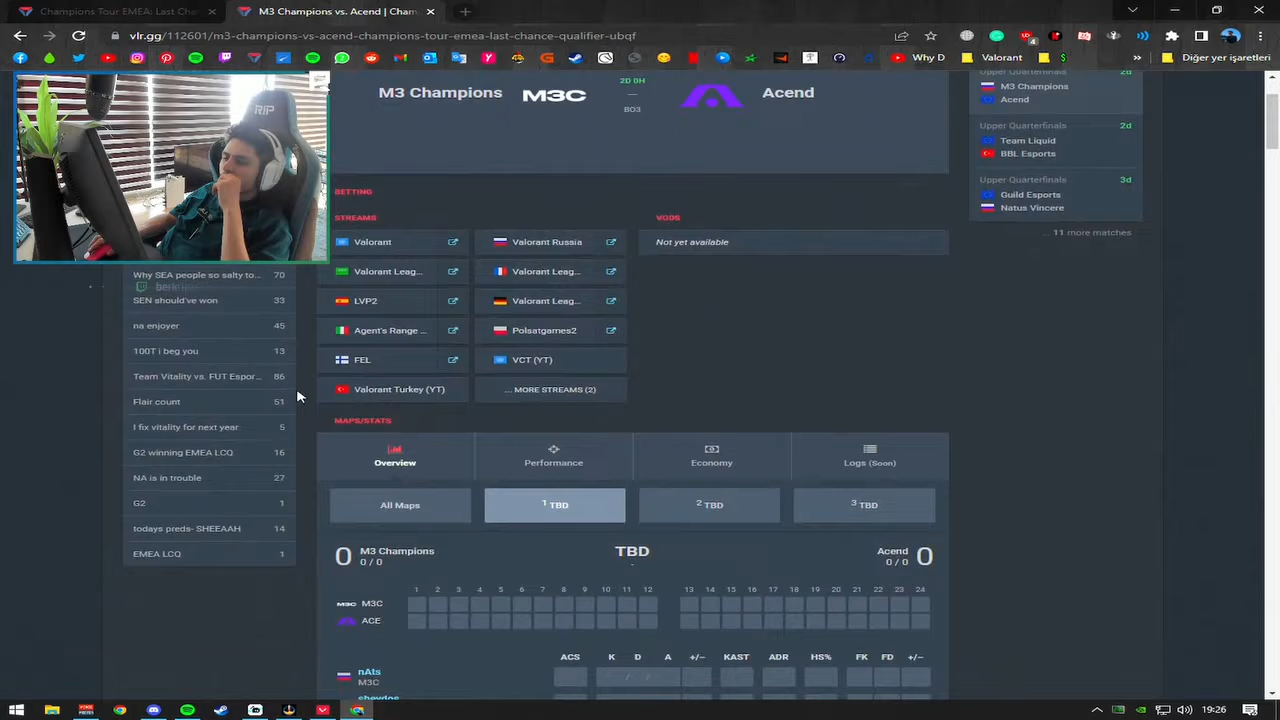 Champions Tour EMEA: Last Chan
M3 Champions vs. Acend | Cham
vlr.gg/112601/m3-champions-vs-acend-champions-tour-emea-last-chance-qualifier-ubqf
Why D
Valorant
$
»
Diğer yer işaretleri
RIP
M3 Champions
M3C
2D 0H
—
BO3
Acend
Upper Quarterfinals 2d
M3 Champions
Acend
Upper Quarterfinals 2d
Team Liquid
BBL Esports
Upper Quarterfinals 3d
Guild Esports
Natus Vincere
... 11 more matches
BETTING
STREAMS
VODS
Valorant
Valorant Russia
Not yet available
Valorant Leag...
Valorant Leag...
LVP2
Valorant Leag...
Agent's Range ...
Polsatgames2
FEL
VCT (YT)
Valorant Turkey (YT)
... MORE STREAMS (2)
Why SEA people so salty to... 70
SEN should've won 33
na enjoyer 45
100T i beg you 13
Team Vitality vs. FUT Espor... 86
Flair count 51
I fix vitality for next year 5
G2 winning EMEA LCQ 16
NA is in trouble 27
G2 1
todays preds- SHEEAAH 14
EMEA LCQ 1
MAPS/STATS
Overview
Performance
Economy
Logs (Soon)
All Maps
1 TBD
2 TBD
3 TBD
0 M3 Champions
0 / 0
TBD
-
Acend 0
0 / 0
1 2 3 4 5 6 7 8 9 10 11 12 13 14 15 16 17 18 19 20 21 22 23 24
M3C M3C
ACE
ACS K D A +/- KAST ADR HS% FK FD +/-
nAts
M3C
/ /
sheydos
19:26